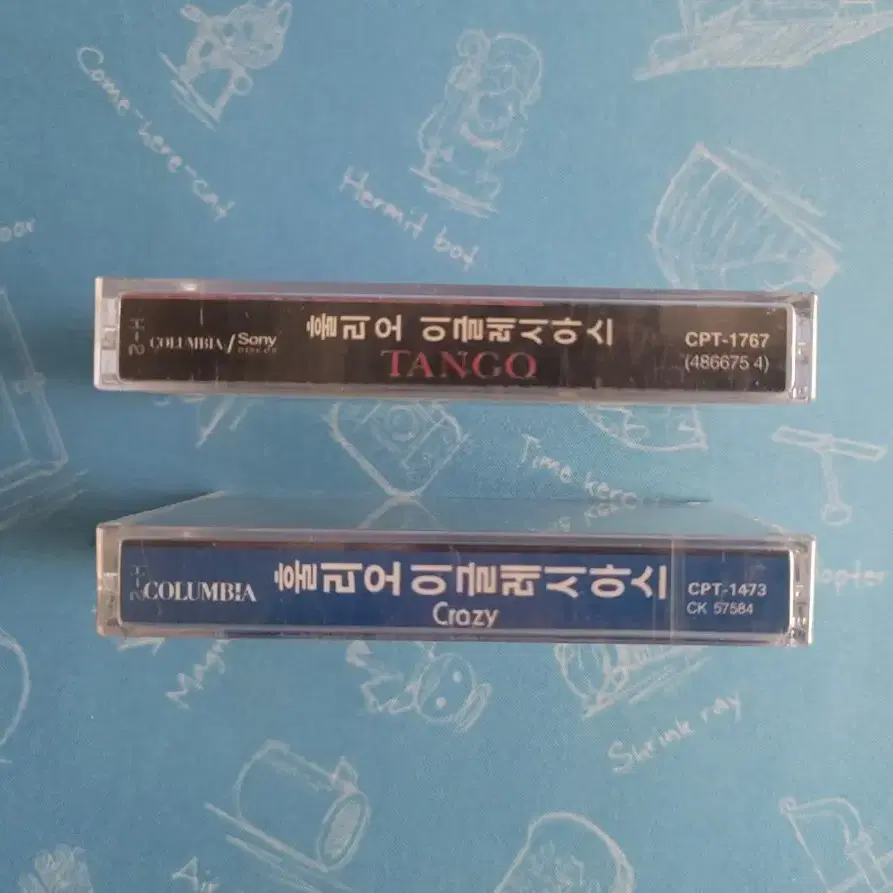 Come-here-cat
Hermit bot
H-2
COLUMBIA / Sony
훌리오 이글레시아스
TANGO
CPT-1767
(486675 4)
Time
COLUMBIA
훌리오 이글레시아스
Crazy
CPT-1473
CK 57584
Shrink ray